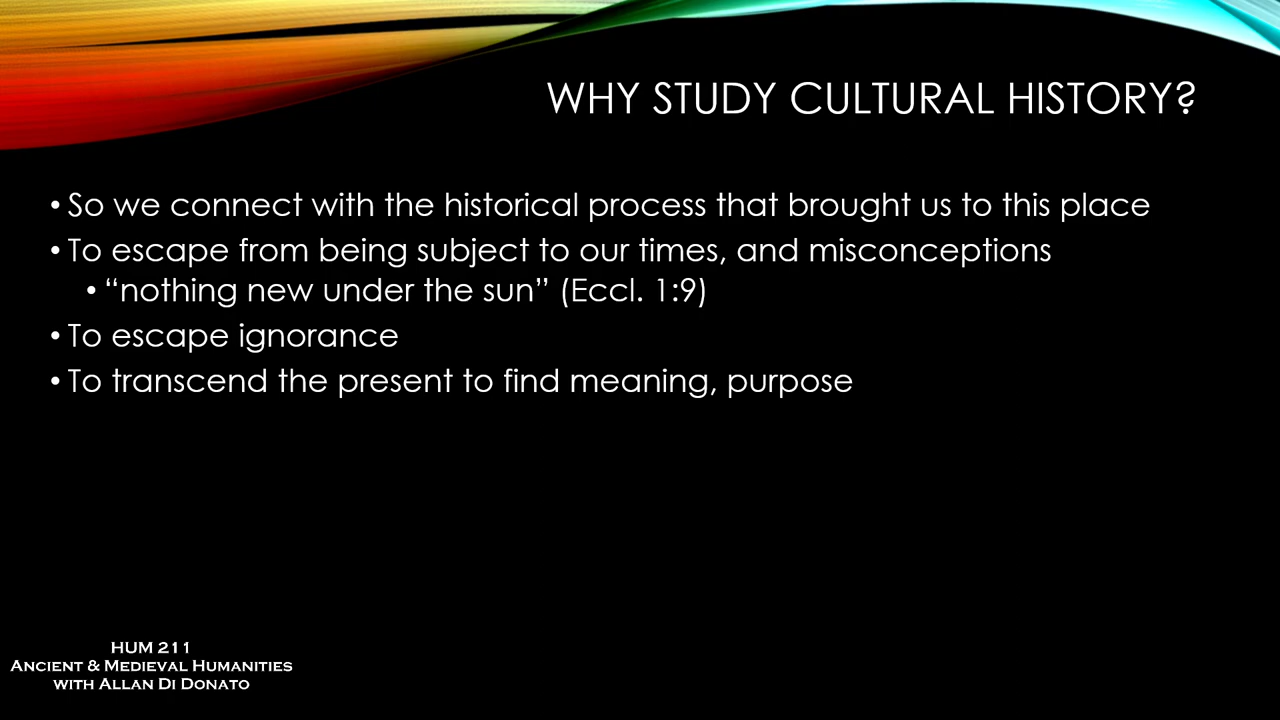 WHY STUDY CULTURAL HISTORY?
• So we connect with the historical process that brought us to this place
• To escape from being subject to our times, and misconceptions
• “nothing new under the sun” (Eccl. 1:9)
• To escape ignorance
• To transcend the present to find meaning, purpose
HUM 211
Ancient & Medieval Humanities
with Allan Di Donato